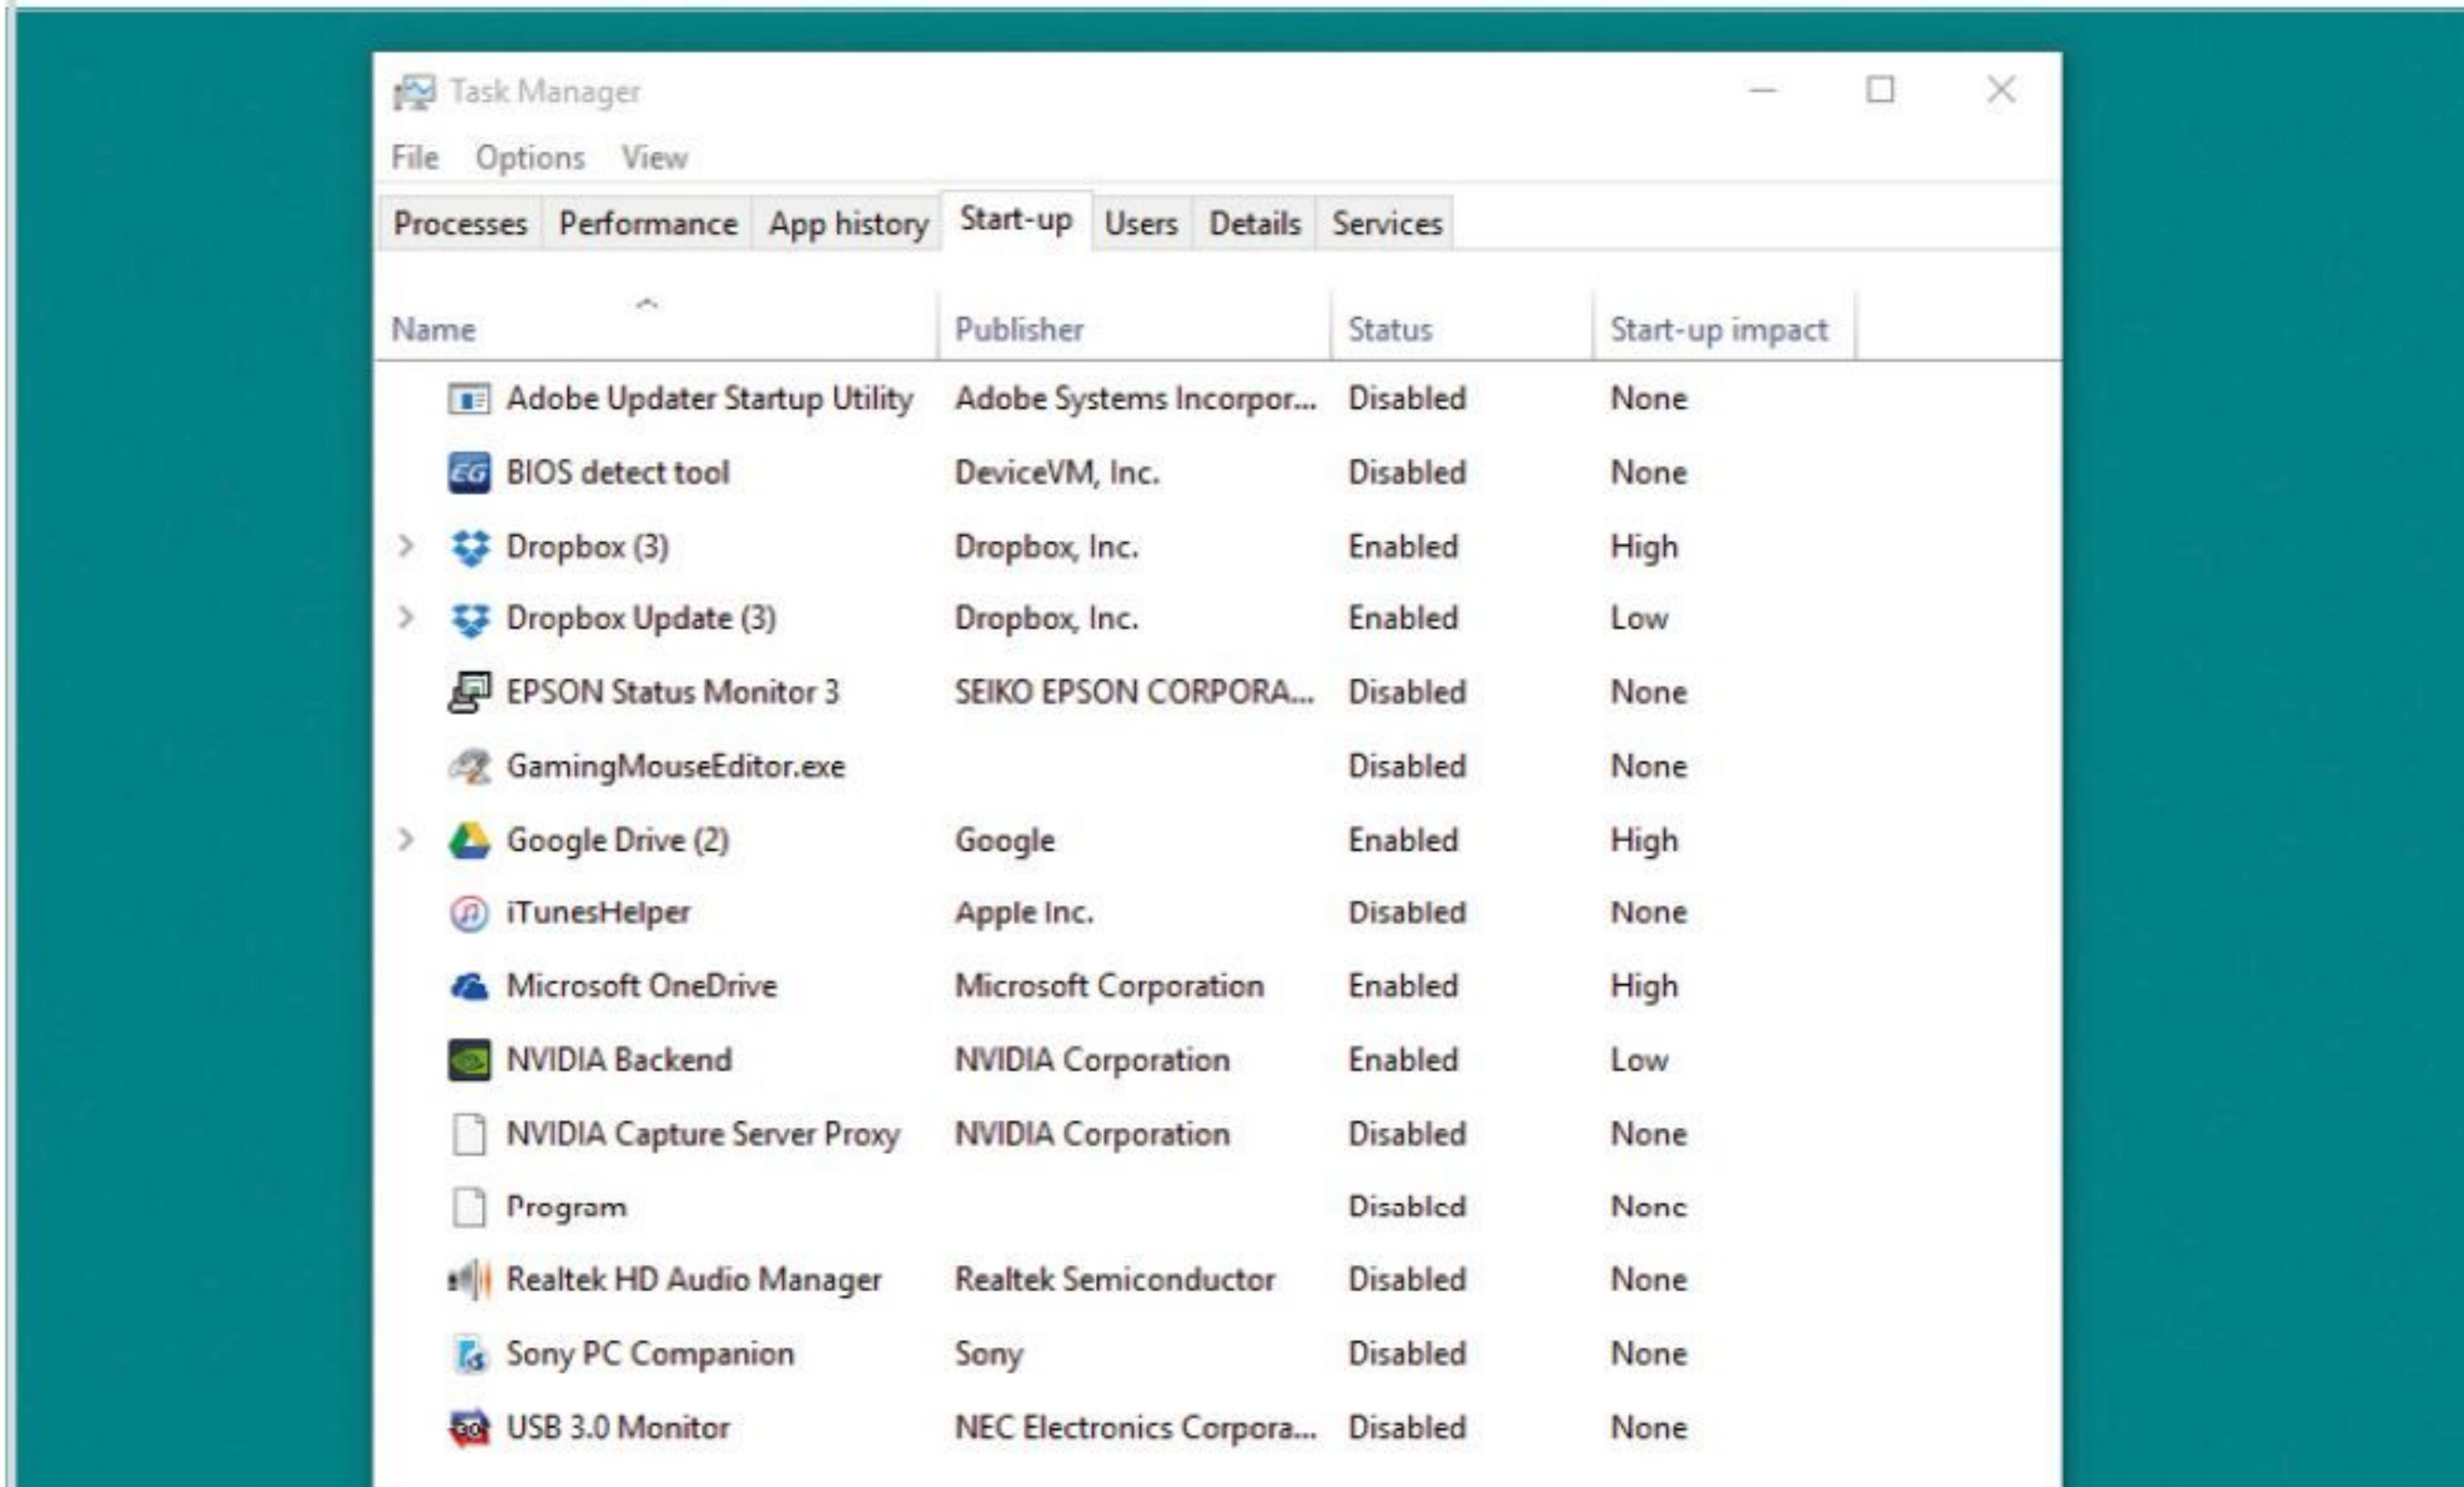 Task Manager
File Options View
Processes Performance App history Start-up Users Details Services
Name Publisher Status Start-up impact
Adobe Updater Startup Utility Adobe Systems Incorpor... Disabled None
EG BIOS detect tool DeviceVM, Inc. Disabled None
Dropbox (3) Dropbox, Inc. Enabled High
Dropbox Update (3) Dropbox, Inc. Enabled Low
EPSON Status Monitor 3 SEIKO EPSON CORPORA... Disabled None
GamingMouseEditor.exe Disabled None
Google Drive (2) Google Enabled High
iTunesHelper Apple Inc. Disabled None
Microsoft OneDrive Microsoft Corporation Enabled High
NVIDIA Backend NVIDIA Corporation Enabled Low
NVIDIA Capture Server Proxy NVIDIA Corporation Disabled None
Program Disabled None
Realtek HD Audio Manager Realtek Semiconductor Disabled None
Sony PC Companion Sony Disabled None
USB 3.0 Monitor NEC Electronics Corpora... Disabled None